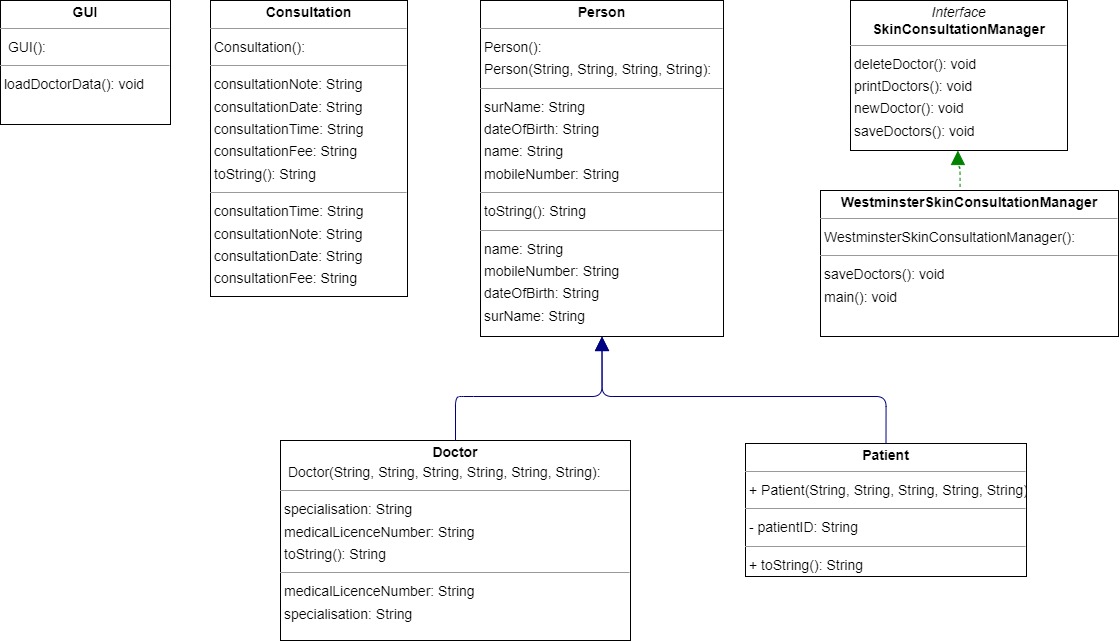 GUI
GUI():
loadDoctorData(): void
Consultation
Consultation():
consultationNote: String
consultationDate: String
consultationTime: String
consultationFee: String
toString(): String
consultationTime: String
consultationNote: String
consultationDate: String
consultationFee: String
Person
Person():
Person(String, String, String, String):
surName: String
dateOfBirth: String
name: String
mobileNumber: String
toString(): String
name: String
mobileNumber: String
dateOfBirth: String
surName: String
Interface
SkinConsultationManager
deleteDoctor(): void
printDoctors(): void
newDoctor(): void
saveDoctors(): void
WestminsterSkinConsultationManager
WestminsterSkinConsultationManager():
saveDoctors(): void
main(): void
Doctor
Doctor(String, String, String, String, String, String):
specialisation: String
medicalLicenceNumber: String
toString(): String
medicalLicenceNumber: String
specialisation: String
Patient
+ Patient(String, String, String, String, String)
- patientID: String
+ toString(): String